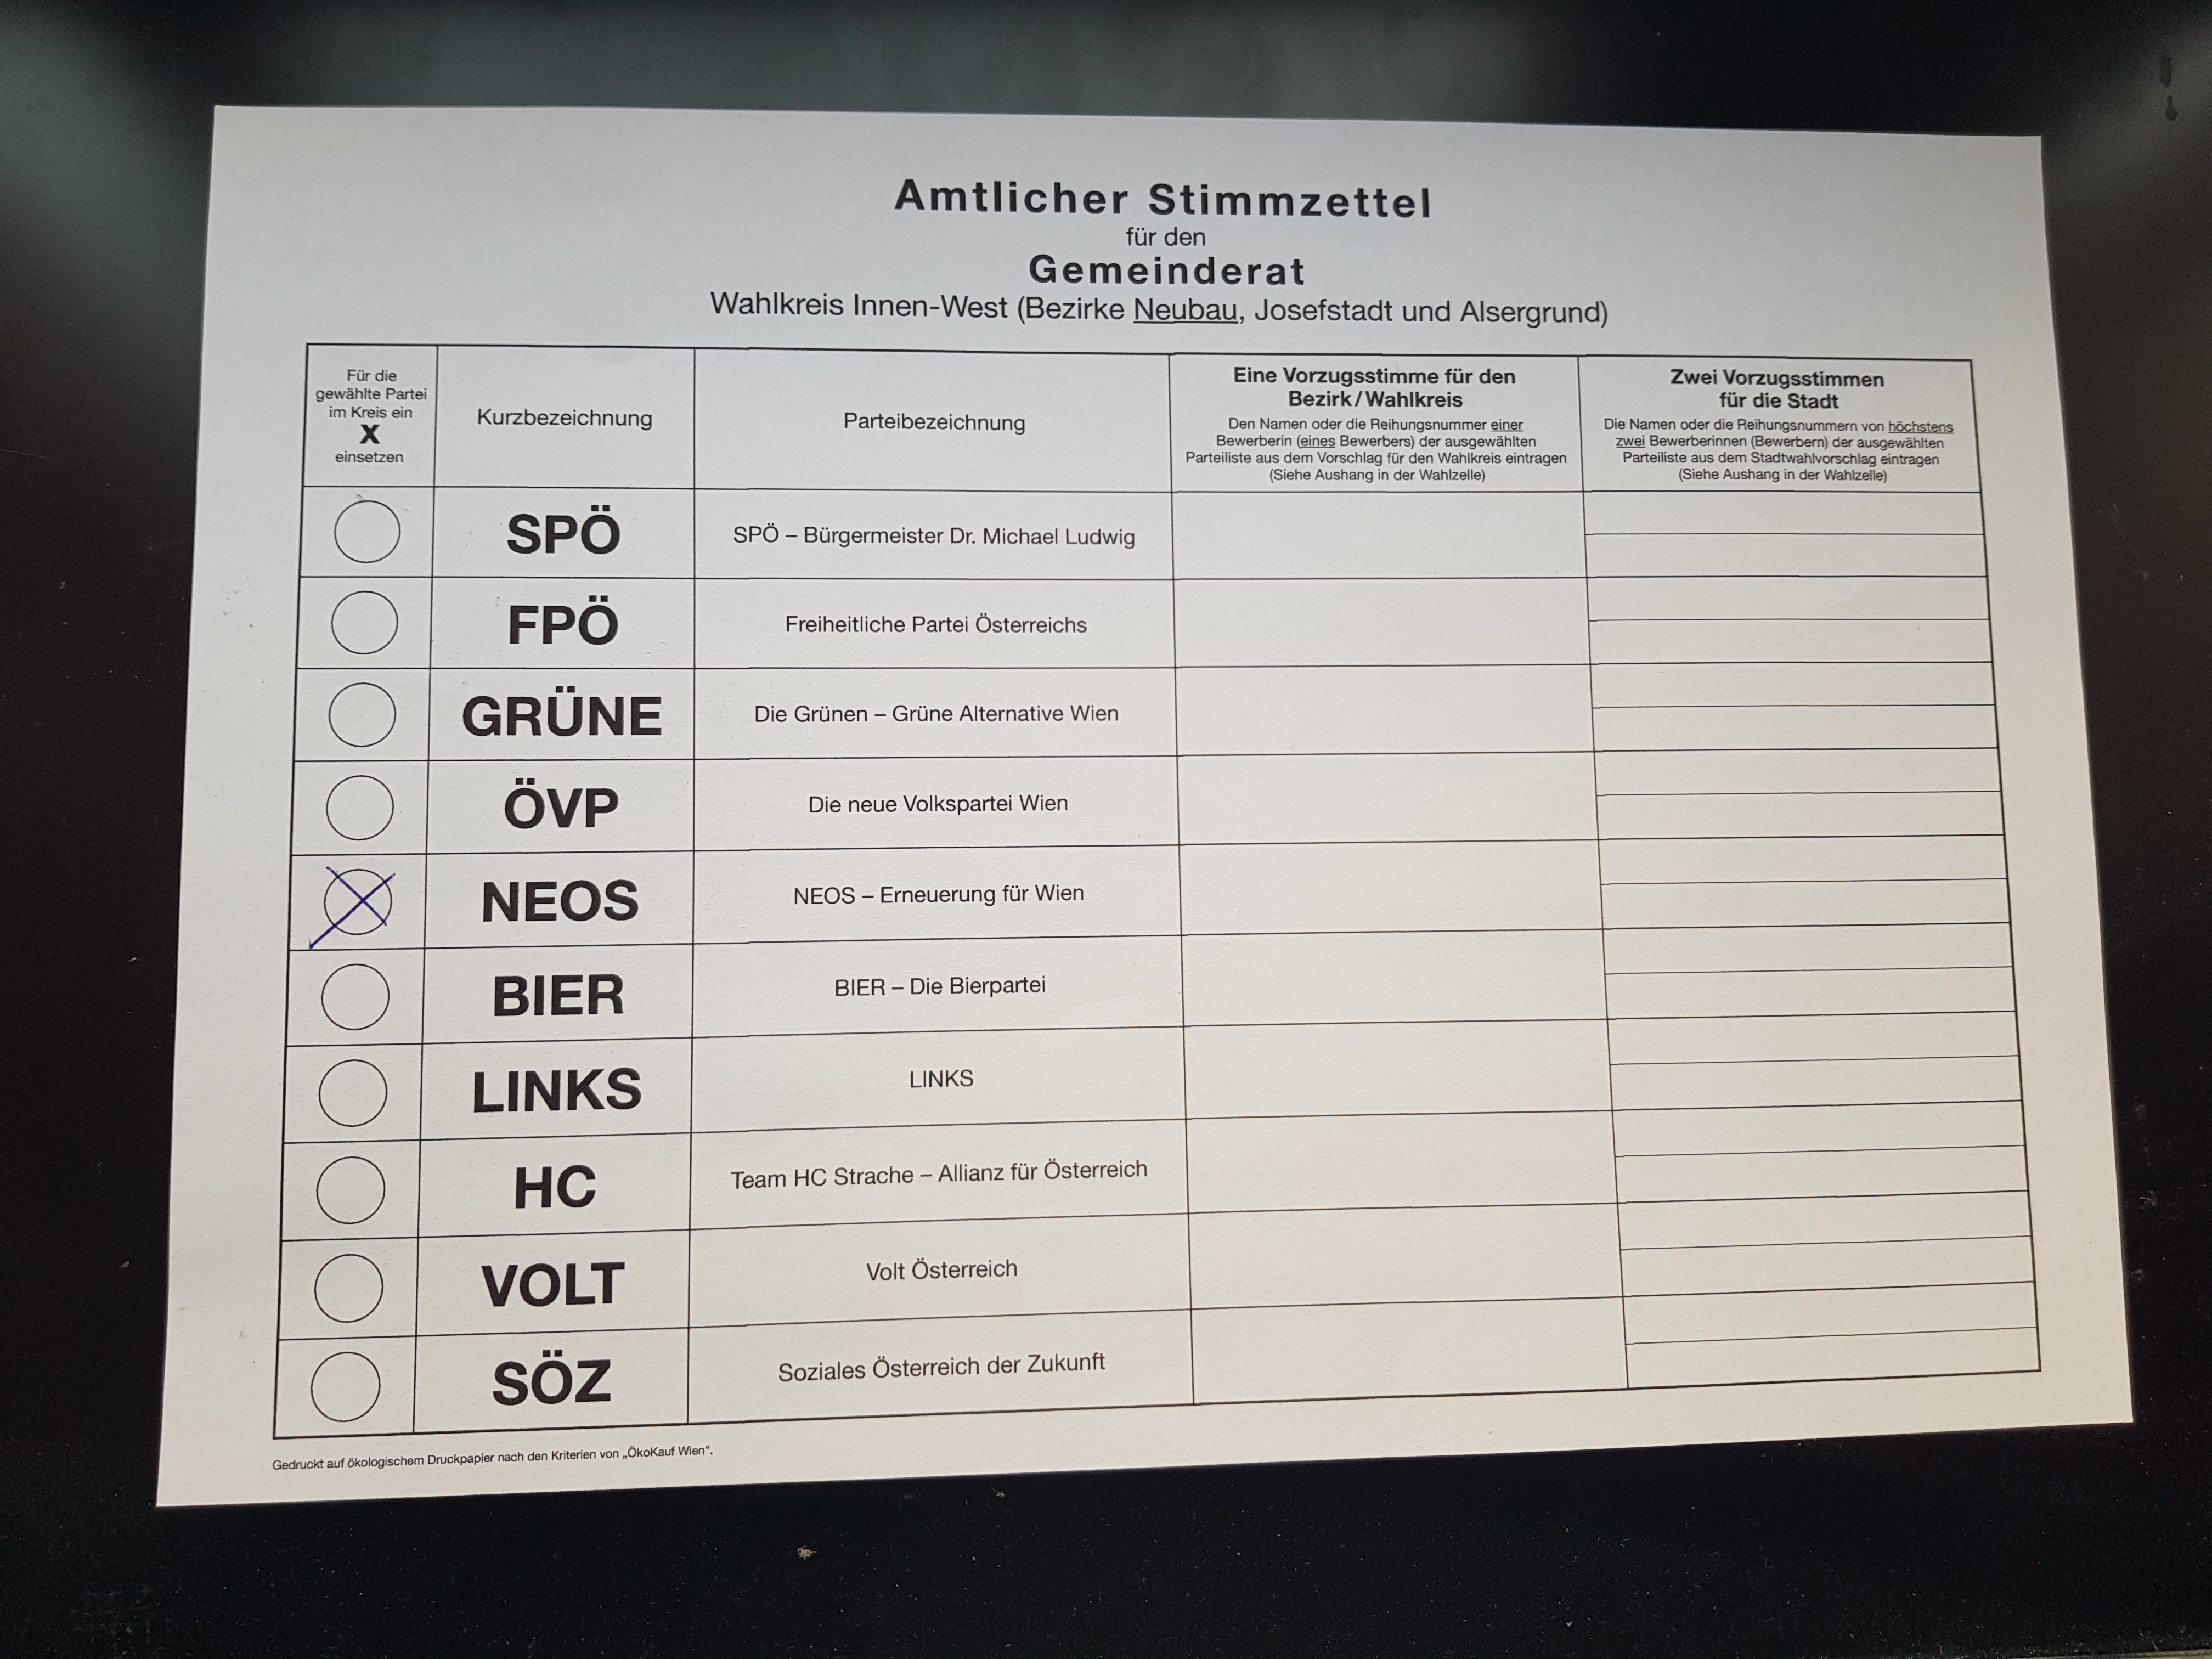 Amtlicher Stimmzettel
für den
Gemeinderat
Wahlkreis Innen-West (Bezirke Neubau, Josefstadt und Alsergrund)
Für die
gewählte Partei
im Kreis ein
X
einsetzen
Kurzbezeichnung
Parteibezeichnung
Eine Vorzugsstimme für den
Bezirk/Wahlkreis
Den Namen oder die Reihungsnummer einer
Bewerberin (eines Bewerbers) der ausgewählten
Parteiliste aus dem Vorschlag für den Wahlkreis eintragen
(Siehe Aushang in der Wahlzelle)
Zwei Vorzugsstimmen
für die Stadt
Die Namen oder die Reihungsnummern von höchstens
zwei Bewerberinnen (Bewerbern) der ausgewählten
Parteiliste aus dem Stadtwahlvorschlag eintragen
(Siehe Aushang in der Wahlzelle)
SPÖ SPÖ – Bürgermeister Dr. Michael Ludwig
FPÖ Freiheitliche Partei Österreichs
GRÜNE Die Grünen – Grüne Alternative Wien
ÖVP Die neue Volkspartei Wien
X NEOS NEOS – Erneuerung für Wien
BIER BIER – Die Bierpartei
LINKS LINKS
HC Team HC Strache – Allianz für Österreich
VOLT Volt Österreich
SÖZ Soziales Österreich der Zukunft
Gedruckt auf ökologischem Druckpapier nach den Kriterien von „ÖkoKauf Wien“.